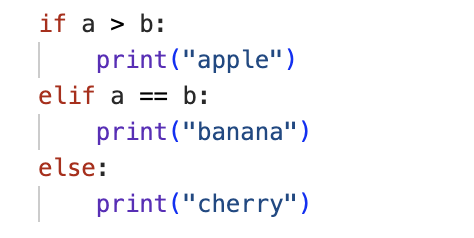 if a > b:
    print("apple")
elif a == b:
    print("banana")
else:
    print("cherry")